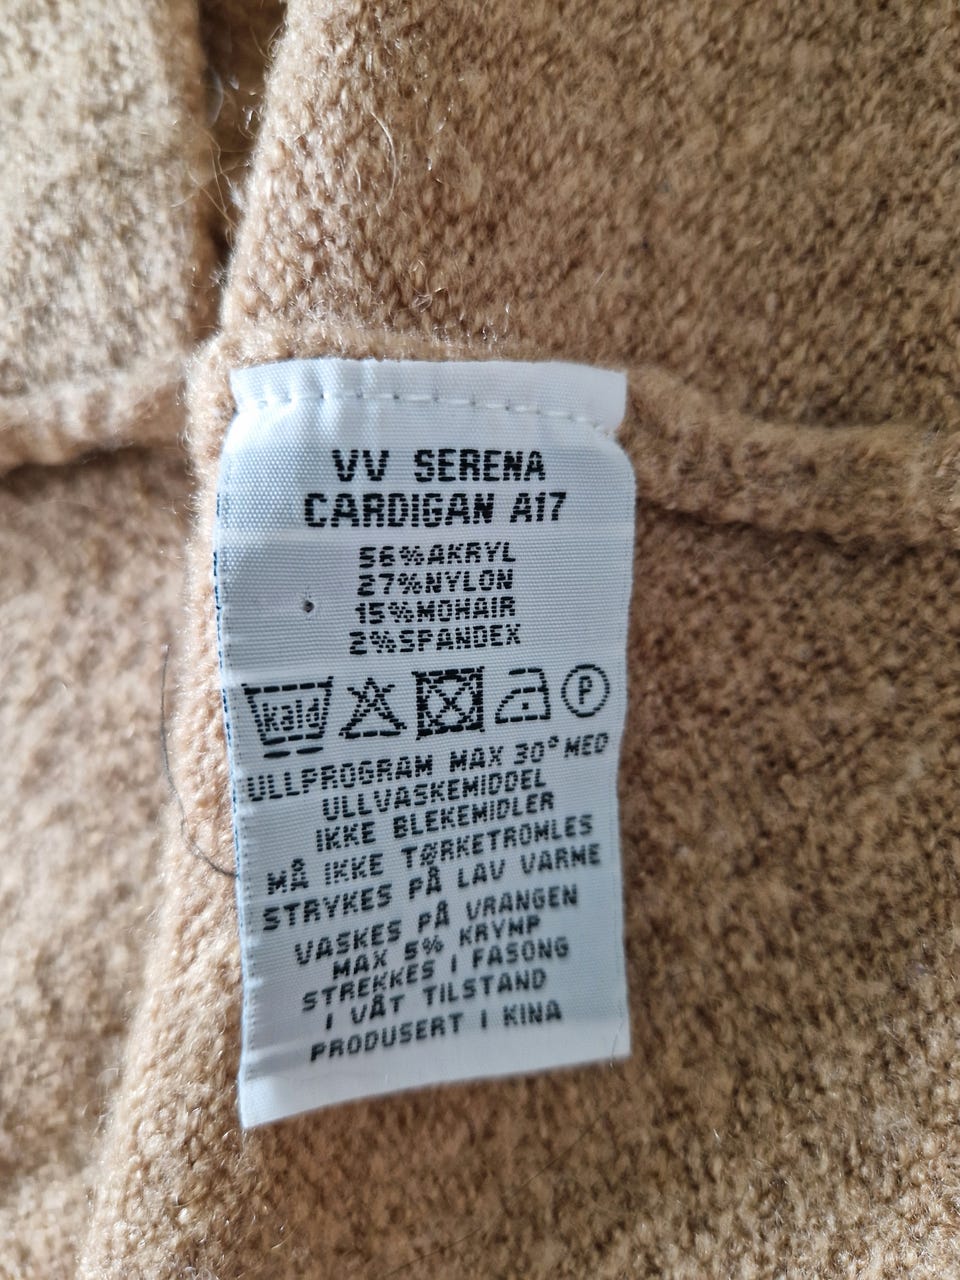 VV SERENA
CARDIGAN A17
56%AKRYL
27%NYLON
15%MOHAIR
2%SPANDEX
kald
P
ULLPROGRAM MAX 30° MED
ULLVASKEMIDDEL
IKKE BLEKEMIDLER
MÅ IKKE TØRKETROMLES
STRYKES PÅ LAV VARME
VASKES PÅ VRANGEN
MAX 5% KRYMP
STREKKES I FASONG
I VÅT TILSTAND
PRODUSERT I KINA